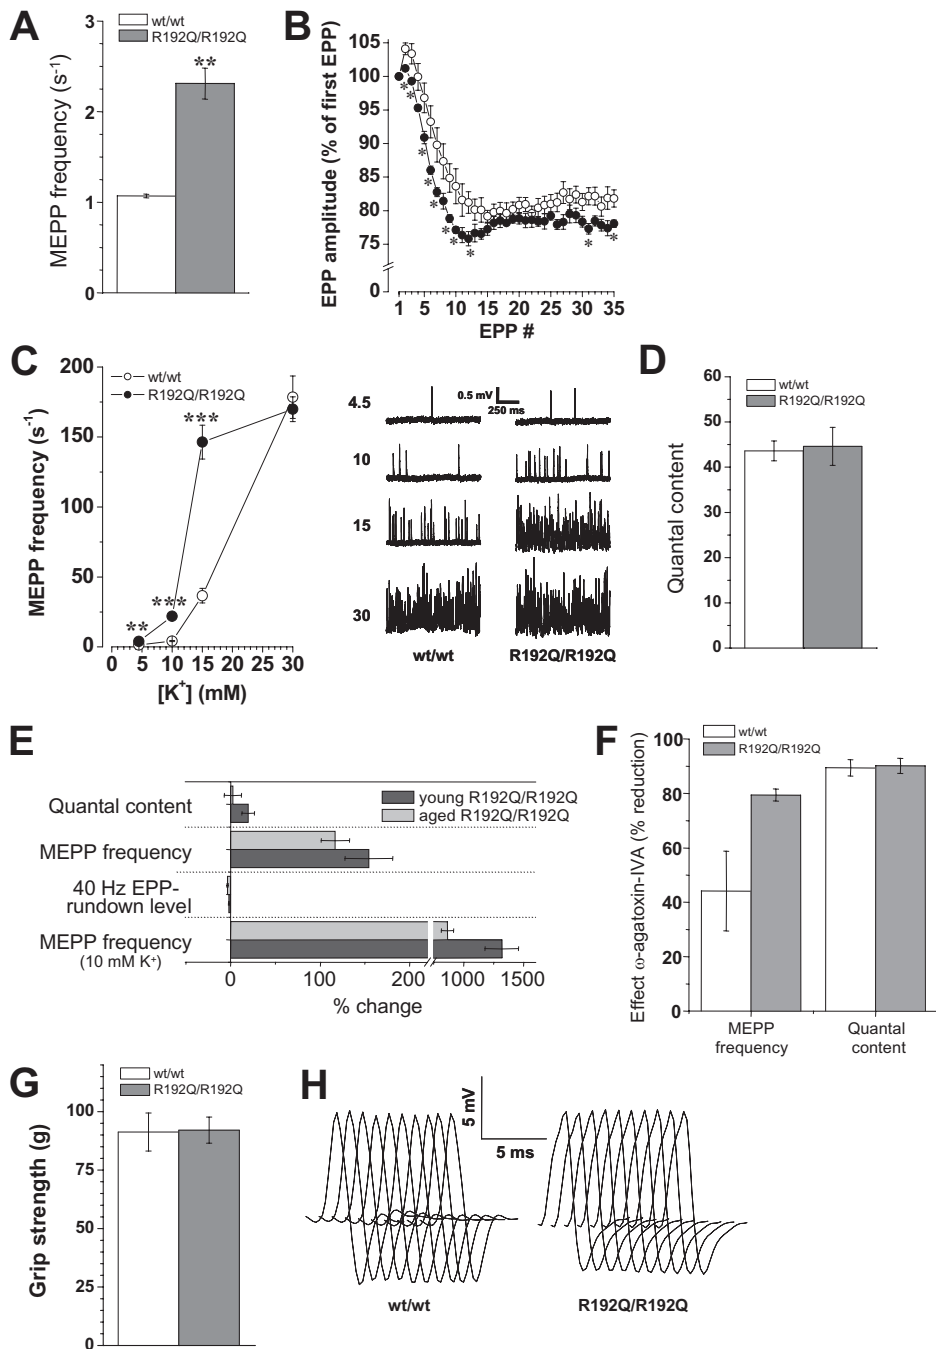 A
wt/wt
R192Q/R192Q
3
2
1
0
MEPP frequency (s-1)
**
B
105
100
95
90
85
80
75
0
EPP amplitude (% of first EPP)
* * * * * * * * * *
1 5 10 15 20 25 30 35
EPP #
C
wt/wt
R192Q/R192Q
200
150
100
50
0
MEPP frequency (s-1)
**
***
***
0 5 10 15 20 25 30
[K+] (mM)
0.5 mV
250 ms
4.5
10
15
30
wt/wt
R192Q/R192Q
D
60
50
40
30
20
10
0
Quantal content
wt/wt
R192Q/R192Q
E
Quantal content
MEPP frequency
40 Hz EPP-
rundown level
MEPP frequency
(10 mM K+)
young R192Q/R192Q
aged R192Q/R192Q
0 100 200 1000 1500
% change
F
wt/wt
R192Q/R192Q
100
80
60
40
20
0
Effect ω-agatoxin-IVA (% reduction)
MEPP
frequency
Quantal
content
G
wt/wt
R192Q/R192Q
100
75
50
25
0
Grip strength (g)
H
5 mV
5 ms
wt/wt
R192Q/R192Q